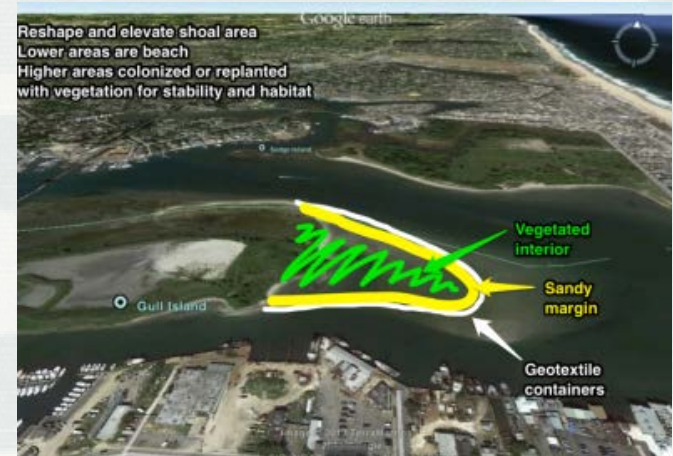 Google earth
Reshape and elevate shoal area
Lower areas are beach
Higher areas colonized or replanted
with vegetation for stability and habitat
Sedge Island
Vegetated
interior
Gull Island
Sandy
margin
Geotextile
containers